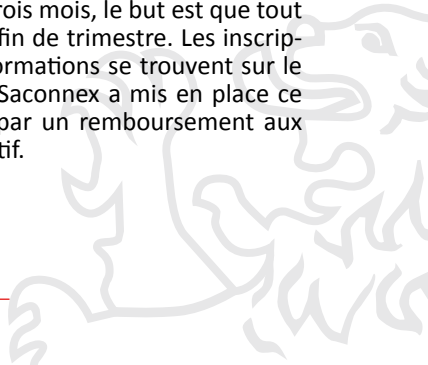 rois mois, le but est que tout
fin de trimestre. Les inscrip-
ormations se trouvent sur le
Saconnex a mis en place ce
par un remboursement aux
tif.